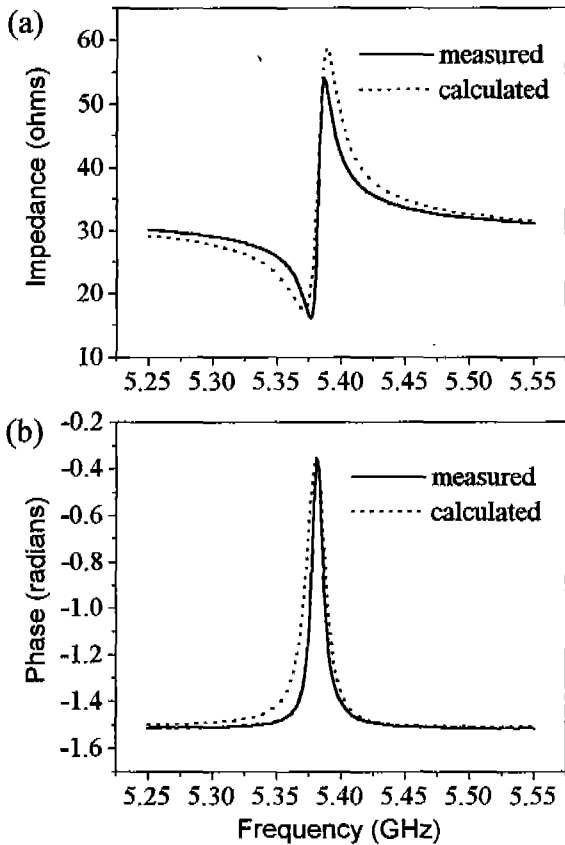 (a)
60
50
40
30
20
10
Impedance (ohms)
measured
calculated
5.25 5.30 5.35 5.40 5.45 5.50 5.55
(b)
-0.2
-0.4
-0.6
-0.8
-1.0
-1.2
-1.4
-1.6
Phase (radians)
measured
calculated
5.25 5.30 5.35 5.40 5.45 5.50 5.55
Frequency (GHz)